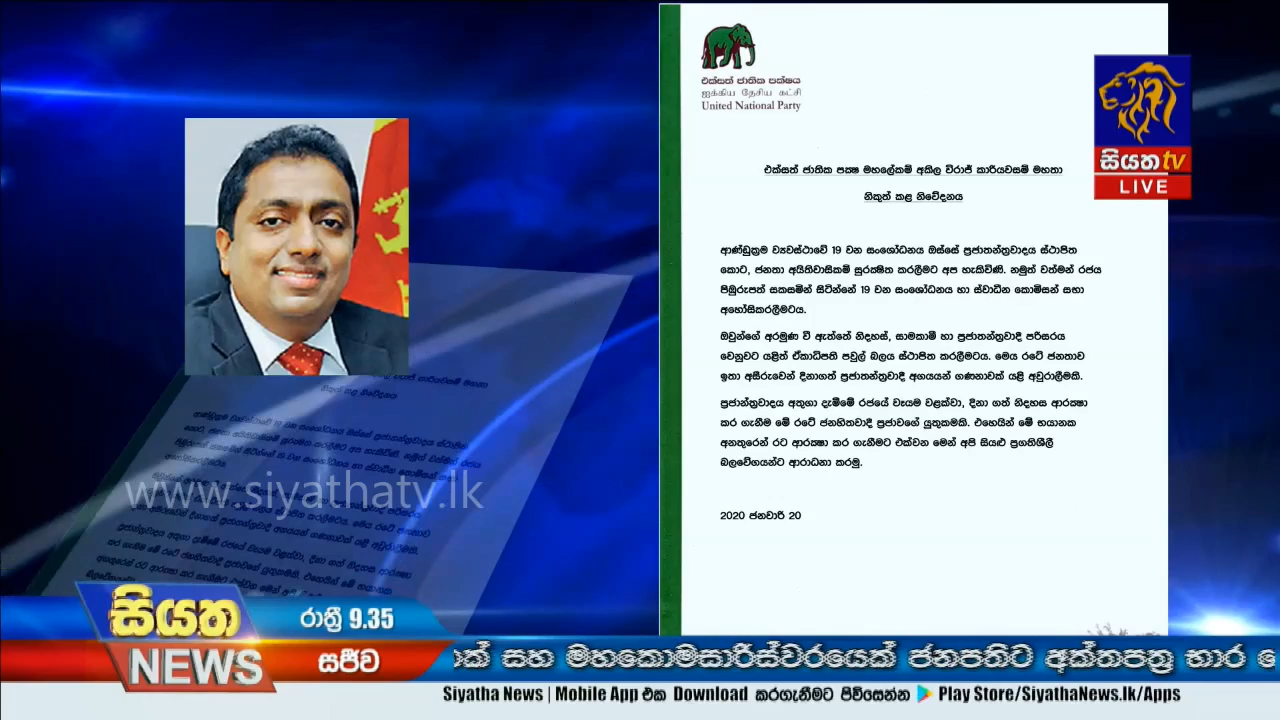 එක්සත් ජාතික පක්ෂය
ஐக்கிய தேசிய கட்சி
United National Party
එක්සත් ජාතික පක්ෂ මහලේකම් අකිල විරාජ් කාරියවසම් මහතා
නිකුත් කළ නිවේදනය
ආණ්ඩුක්‍රම ව්‍යවස්ථාවේ 19 වන සංශෝධනය ඔස්සේ ප්‍රජාතන්ත්‍රවාදය ස්ථාපිත
කොට, ජනතා අයිතිවාසිකම් සුරක්ෂිත කරලීමට අප හැකිවිණි. නමුත් වත්මන් රජය
පිඹුරුපත් සකසමින් සිටින්නේ 19 වන සංශෝධනය හා ස්වාධීන කොමිසන් සභා
අහෝසිකරලීමටය.
ඔවුන්ගේ අරමුණ වී ඇත්තේ නිදහස්, සාමකාමී හා ප්‍රජාතන්ත්‍රවාදී පරිසරය
වෙනුවට යළිත් ඒකාධිපති පවුල් බලය ස්ථාපිත කරලීමටය. මෙය රටේ ජනතාව
ඉතා අසීරුවෙන් දිනාගත් ප්‍රජාතන්ත්‍රවාදී අගයයන් ගණනාවක් යළි අවුරාලීමකි.
ප්‍රජාන්ත්‍රවාදය අතුගා දැමීමේ රජයේ වෑයම වළක්වා, දිනා ගත් නිදහස ආරක්ෂා
කර ගැනීම මේ රටේ ජනහිතවාදී ප්‍රජාවගේ යුතුකමකි. එහෙයින් මේ භයානක
අනතුරෙන් රට ආරක්ෂා කර ගැනීමට එක්වන මෙන් අපි සියළු ප්‍රගතිශීලී
බලවේගයන්ට ආරාධනා කරමු.
2020 ජනවාරි 20
සියත tv
LIVE
www.siyathatv.lk
සියත
NEWS
රාත්‍රී 9.35
සජීව
සහ මහකොමසාරිස්වරයෙක් ජනපතිට අක්තපත්‍ර භාර
Siyatha News | Mobile App එක Download කරගැනීමට පිවිසෙන්න Play Store/SiyathaNews.lk/Apps